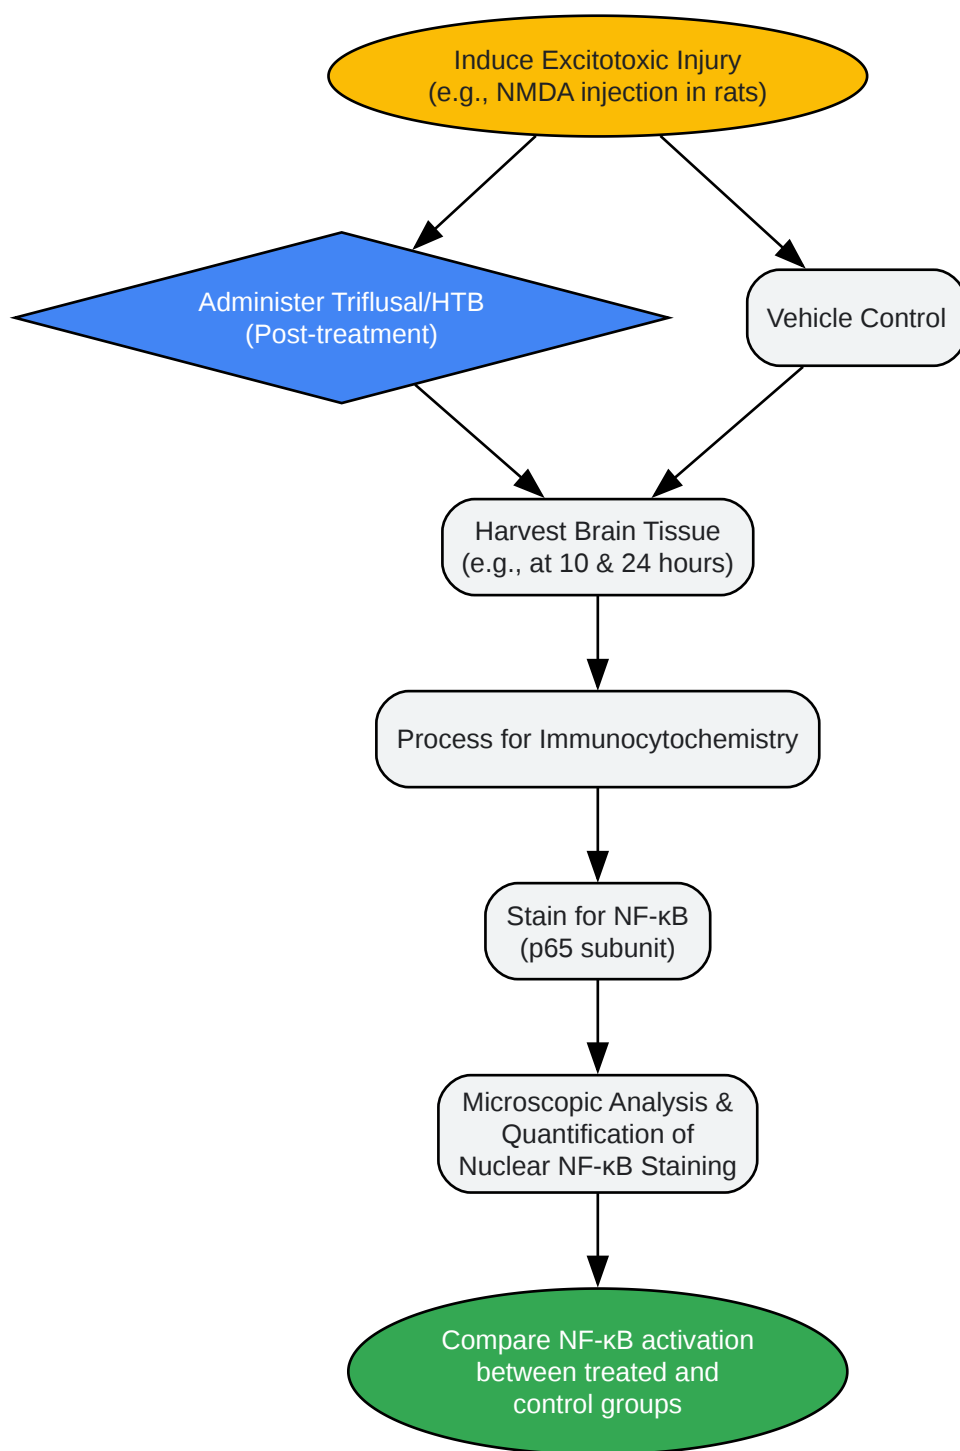 Induce Excitotoxic Injury
(e.g., NMDA injection in rats)
Administer Triflusal/HTB
(Post-treatment)
Vehicle Control
Harvest Brain Tissue
(e.g., at 10 & 24 hours)
Process for Immunocytochemistry
Stain for NF-κB
(p65 subunit)
Microscopic Analysis &
Quantification of
Nuclear NF-κB Staining
Compare NF-κB activation
between treated and
control groups